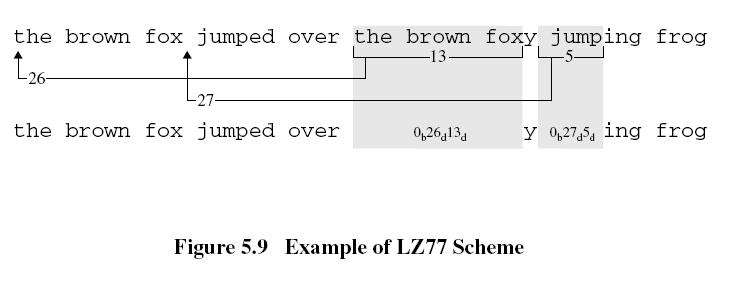 the brown fox jumped over the brown foxy jumping frog
13 5
26
27
the brown fox jumped over 0b26d13d y 0b27d5d ing frog
Figure 5.9 Example of LZ77 Scheme